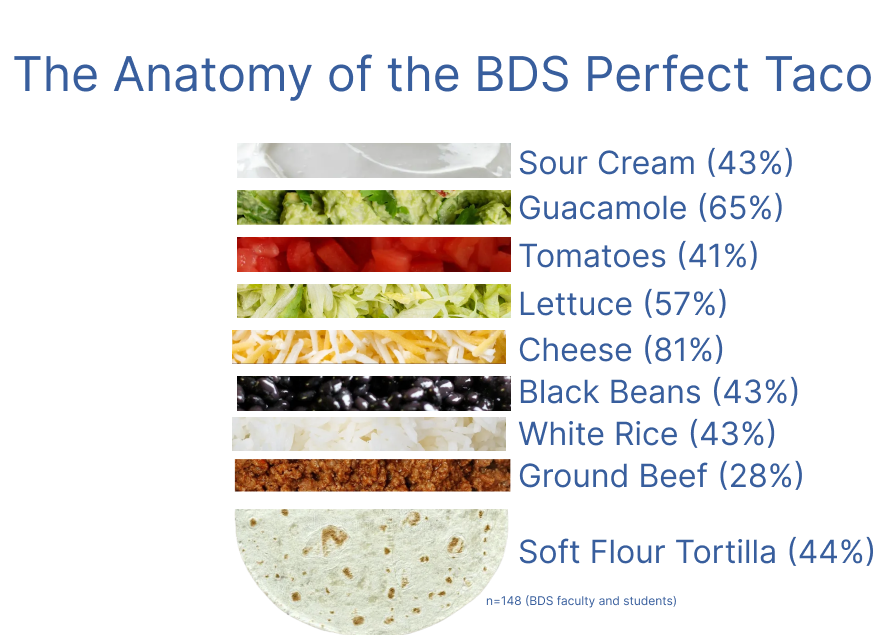 The Anatomy of the BDS Perfect Taco
Sour Cream (43%)
Guacamole (65%)
Tomatoes (41%)
Lettuce (57%)
Cheese (81%)
Black Beans (43%)
White Rice (43%)
Ground Beef (28%)
Soft Flour Tortilla (44%)
n=148 (BDS faculty and students)